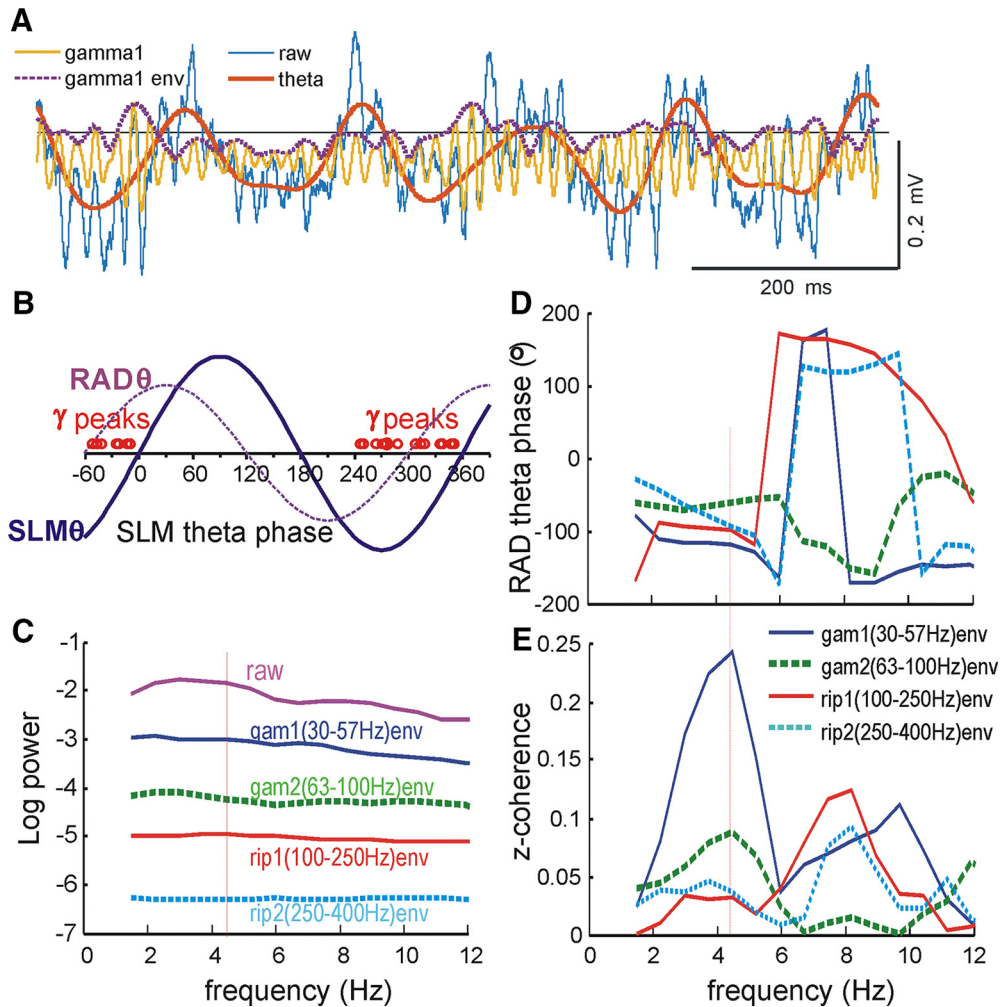 A
gamma1
raw
gamma1 env
theta
0.2 mV
200 ms
B
RADθ
γ peaks
γ peaks
-60 0 60 120 180 240 300 360
SLMθ
SLM theta phase
C
-1
-2
-3
-4
-5
-6
-7
Log power
raw
gam1(30-57Hz)env
gam2(63-100Hz)env
rip1(100-250Hz)env
rip2(250-400Hz)env
0 2 4 6 8 10 12
frequency (Hz)
D
200
100
0
-100
-200
RAD theta phase (o)
E
0.25
0.2
0.15
0.1
0.05
0
z-coherence
gam1(30-57Hz)env
gam2(63-100Hz)env
rip1(100-250Hz)env
rip2(250-400Hz)env
0 2 4 6 8 10 12
frequency (Hz)